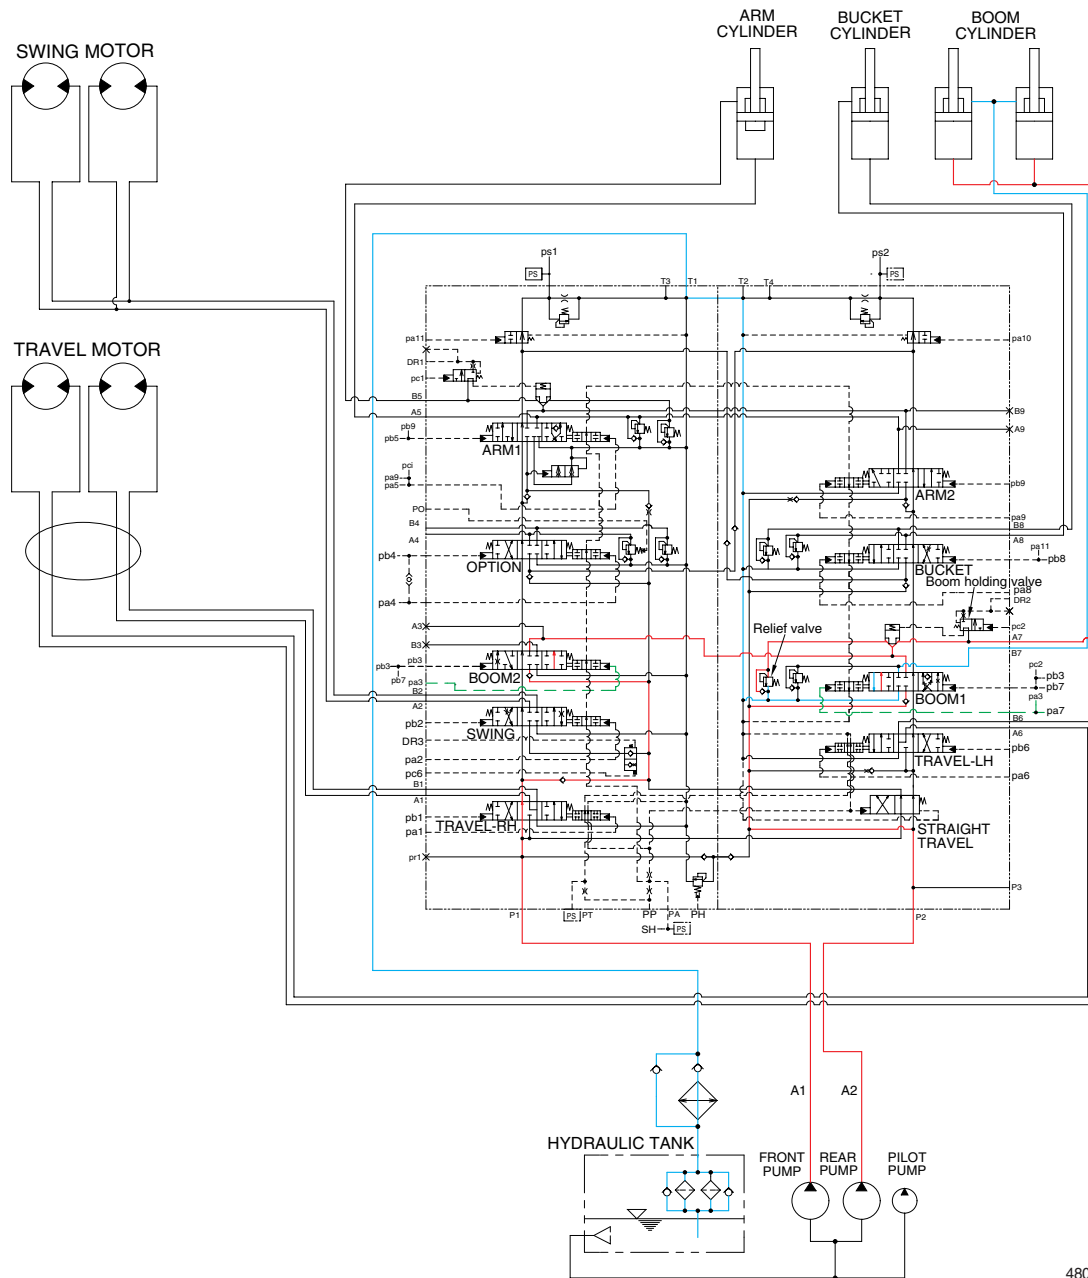 ARM
CYLINDER
BUCKET
CYLINDER
BOOM
CYLINDER
SWING MOTOR
TRAVEL MOTOR
ps1
PS
ps2
PS
T3
T1
T2
T4
pa11
DR1
pc1
B5
A5
pb9
pb5
ARM1
pci
pa9
pa5
PO
B4
A4
pb4
OPTION
pa4
A3
B3
pb3
pb3
pb7
pa3
BOOM2
B2
A2
pb2
SWING
DR3
pa2
pc6
B1
A1
pb1
TRAVEL-RH
pa1
pr1
pa10
B9
A9
pb9
ARM2
pa9
B8
A8
pa11
pb8
BUCKET
Boom holding valve
pa8
DR2
pc2
A7
B7
Relief valve
pc2
pb3
pb7
pa3
pa7
BOOM1
B6
A6
pb6
TRAVEL-LH
pa6
STRAIGHT
TRAVEL
P3
P1
PS
PT
PP
PA
PH
P2
SH
PS
A1
A2
HYDRAULIC TANK
FRONT
PUMP
REAR
PUMP
PILOT
PUMP
480